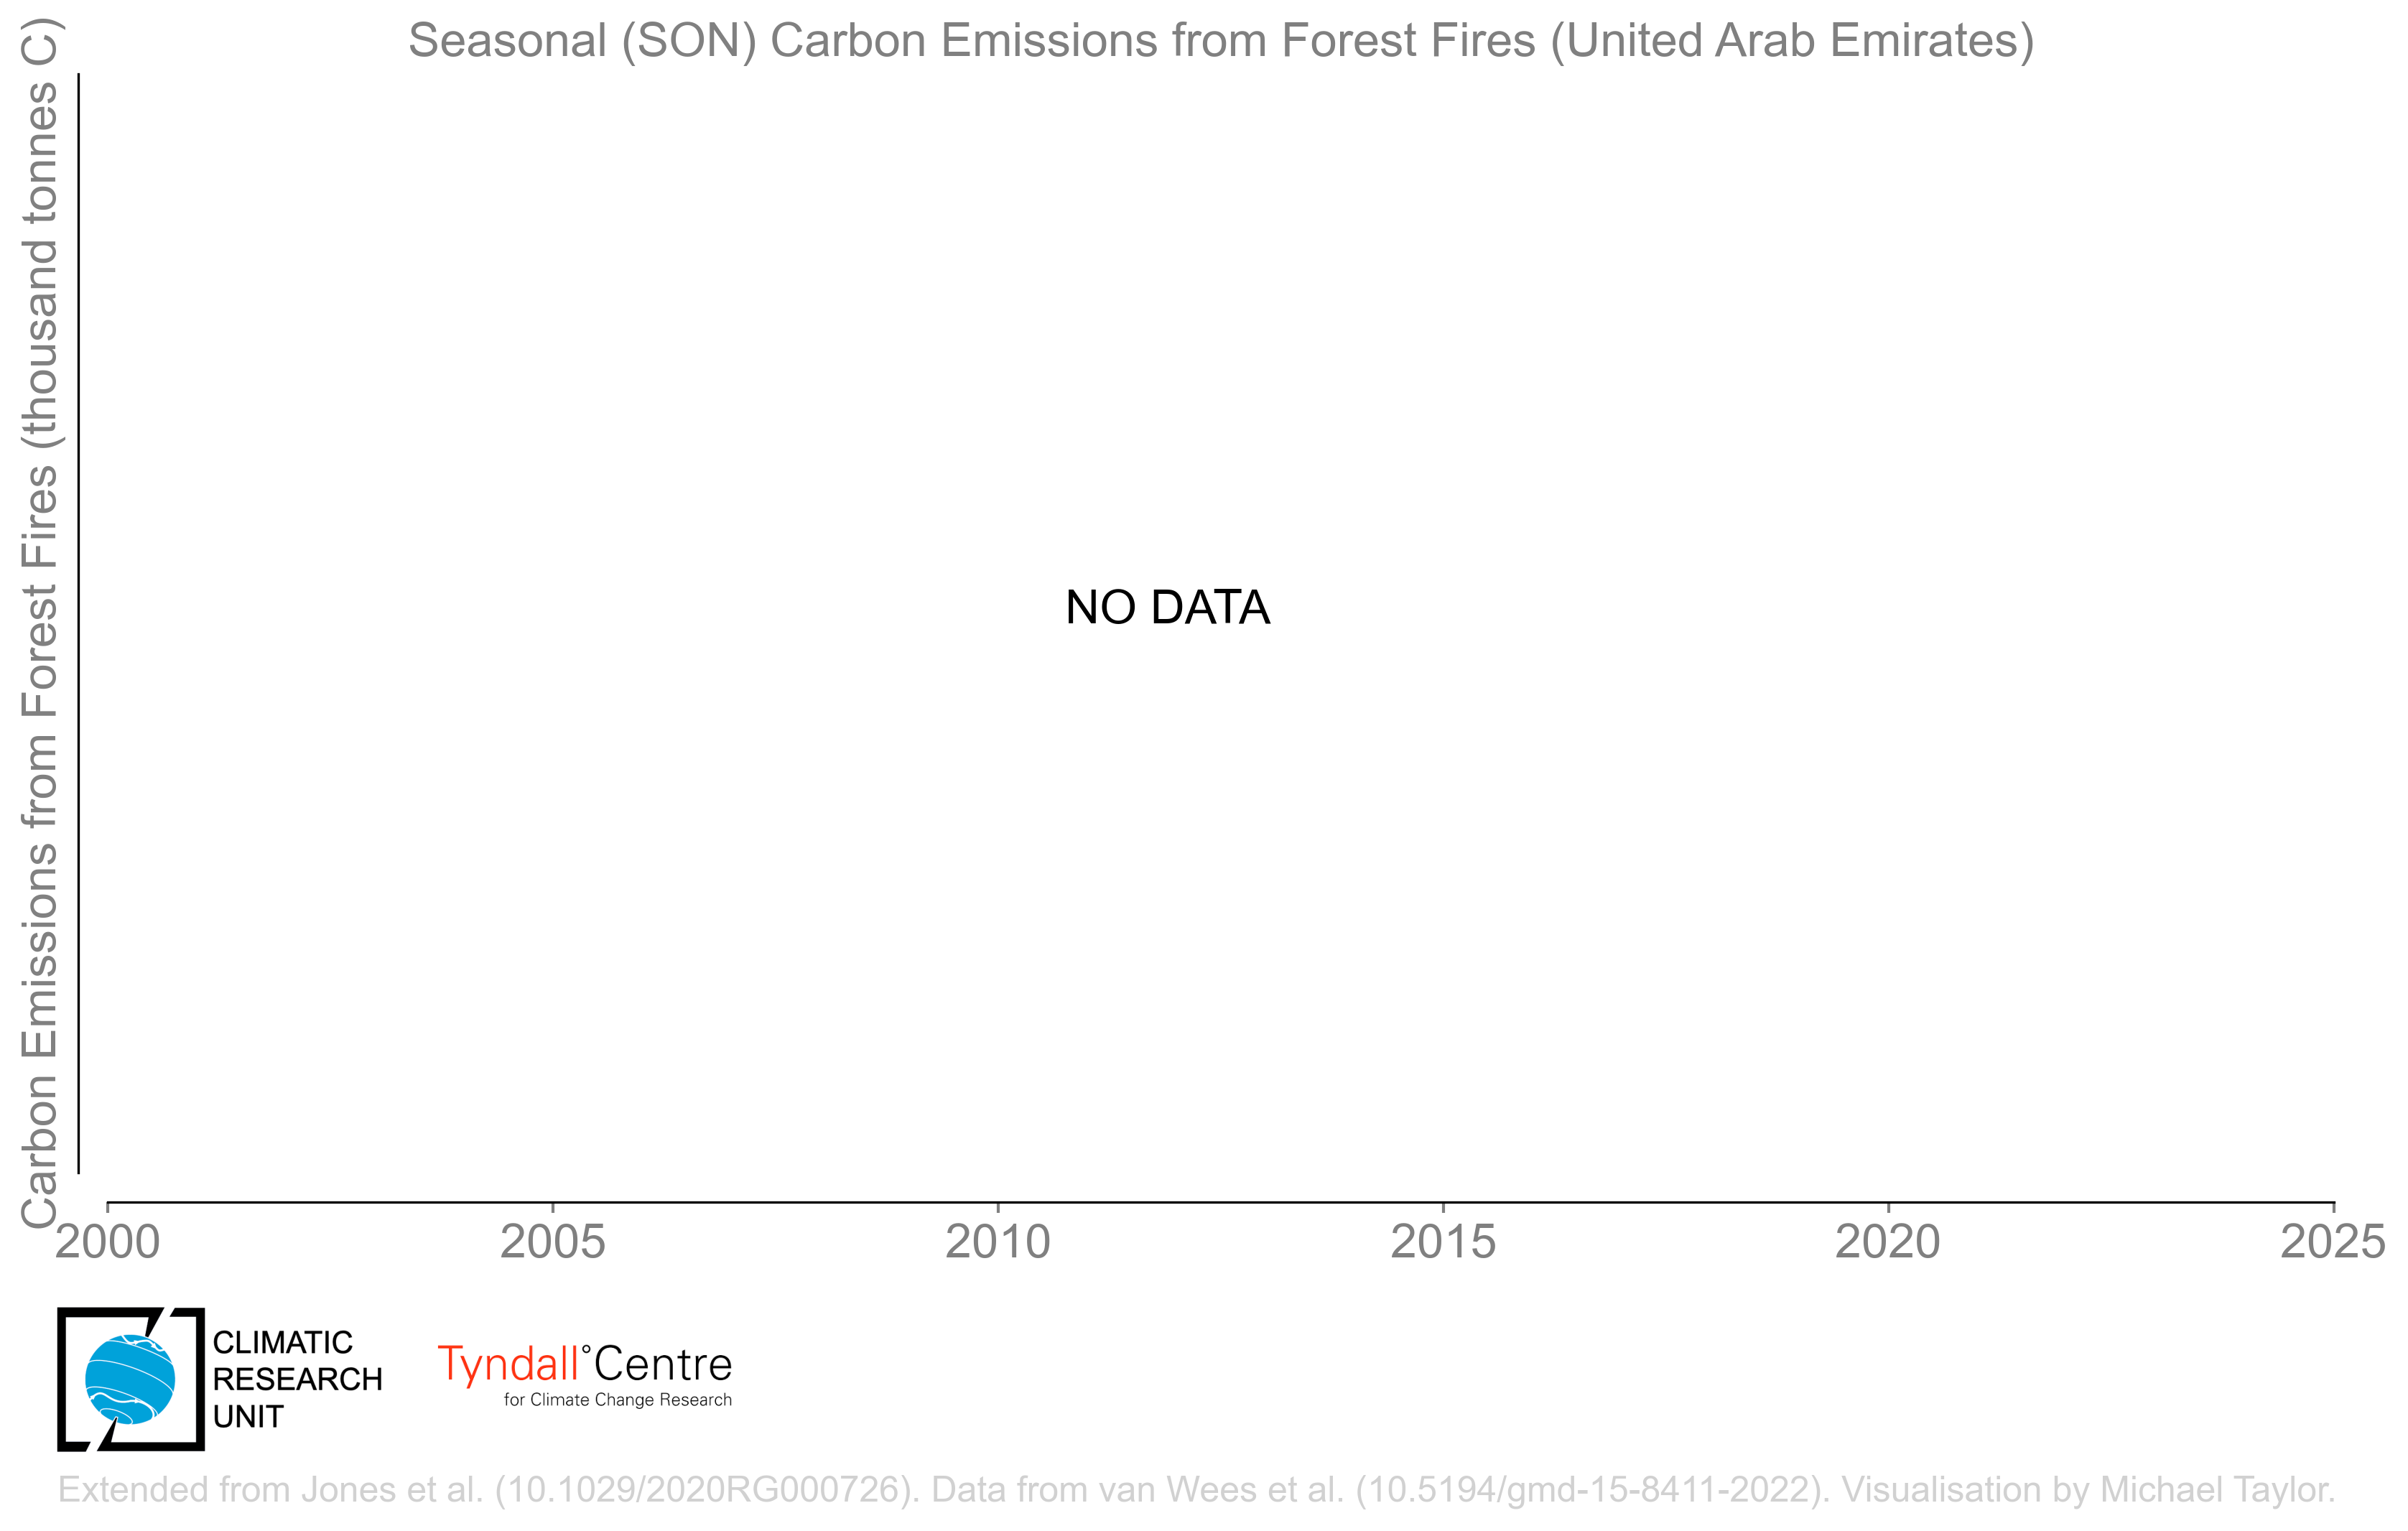 Seasonal (SON) Carbon Emissions from Forest Fires (United Arab Emirates)
Carbon Emissions from Forest Fires (thousand tonnes C)
NO DATA
2000 2005 2010 2015 2020 2025
CLIMATIC
RESEARCH
UNIT
Tyndall°Centre
for Climate Change Research
Extended from Jones et al. (10.1029/2020RG000726). Data from van Wees et al. (10.5194/gmd-15-8411-2022). Visualisation by Michael Taylor.